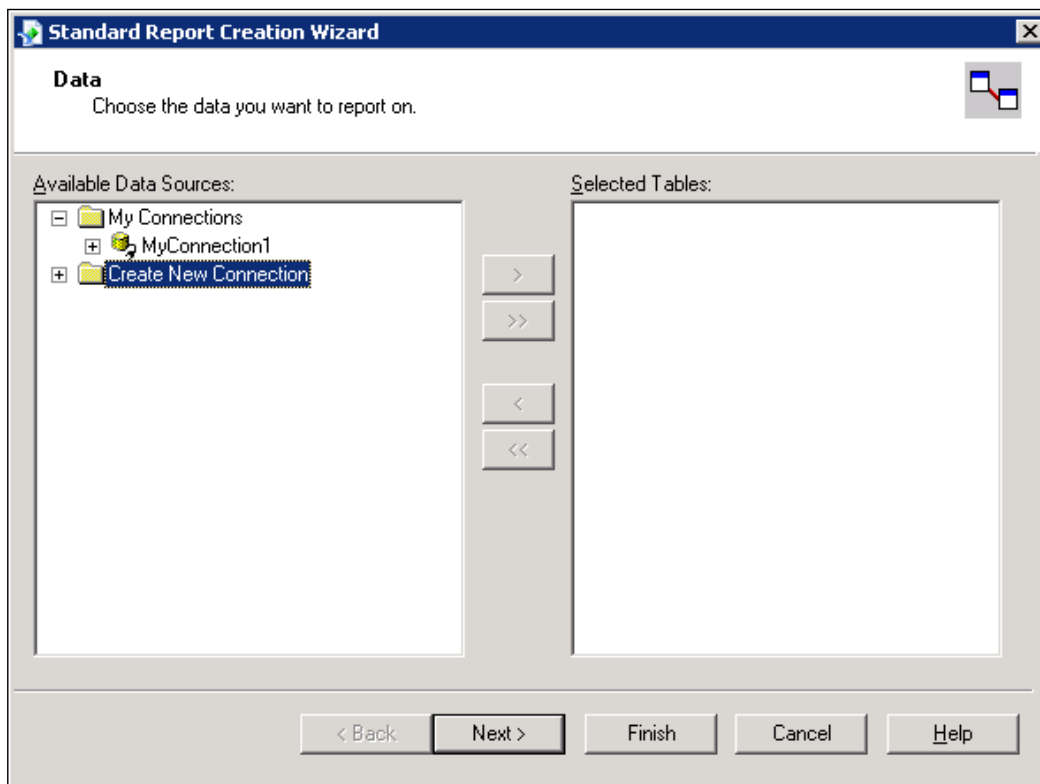 Standard Report Creation Wizard
Data
Choose the data you want to report on.
Available Data Sources:
My Connections
MyConnection1
Create New Connection
Selected Tables:
>
>>
<
<<
< Back
Next >
Finish
Cancel
Help